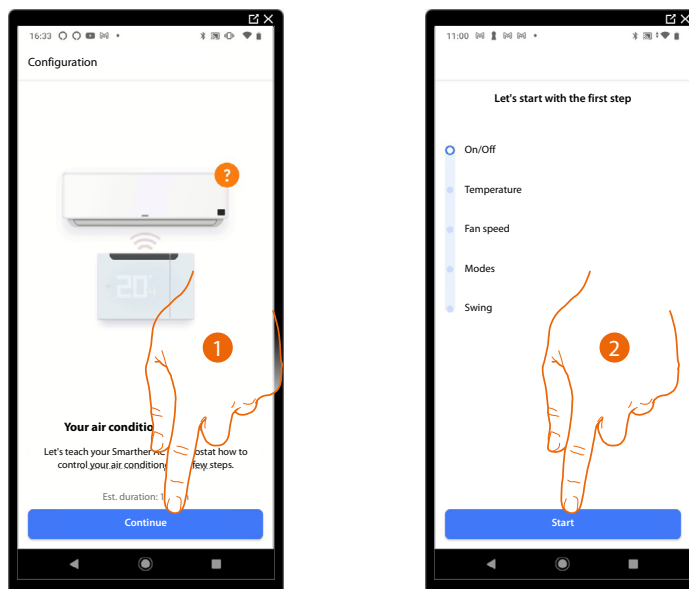 16:33
Configuration
?
20
1
Your air conditio
Let's teach your Smarther AC ostat how to
control your air condition few steps.
Est. duration: 1
Continue
11:00
Let's start with the first step
On/Off
Temperature
Fan speed
Modes
Swing
2
Start